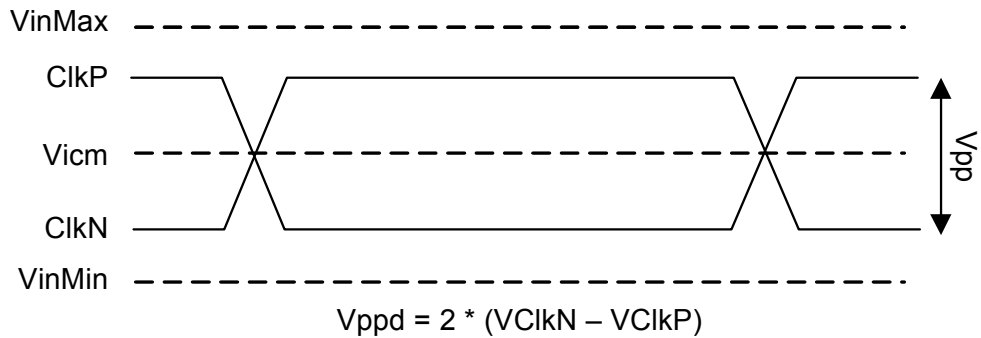 VinMax
ClkP
Vicm
ClkN
VinMin
Vpp
Vppd = 2 * (VClkN – VClkP)